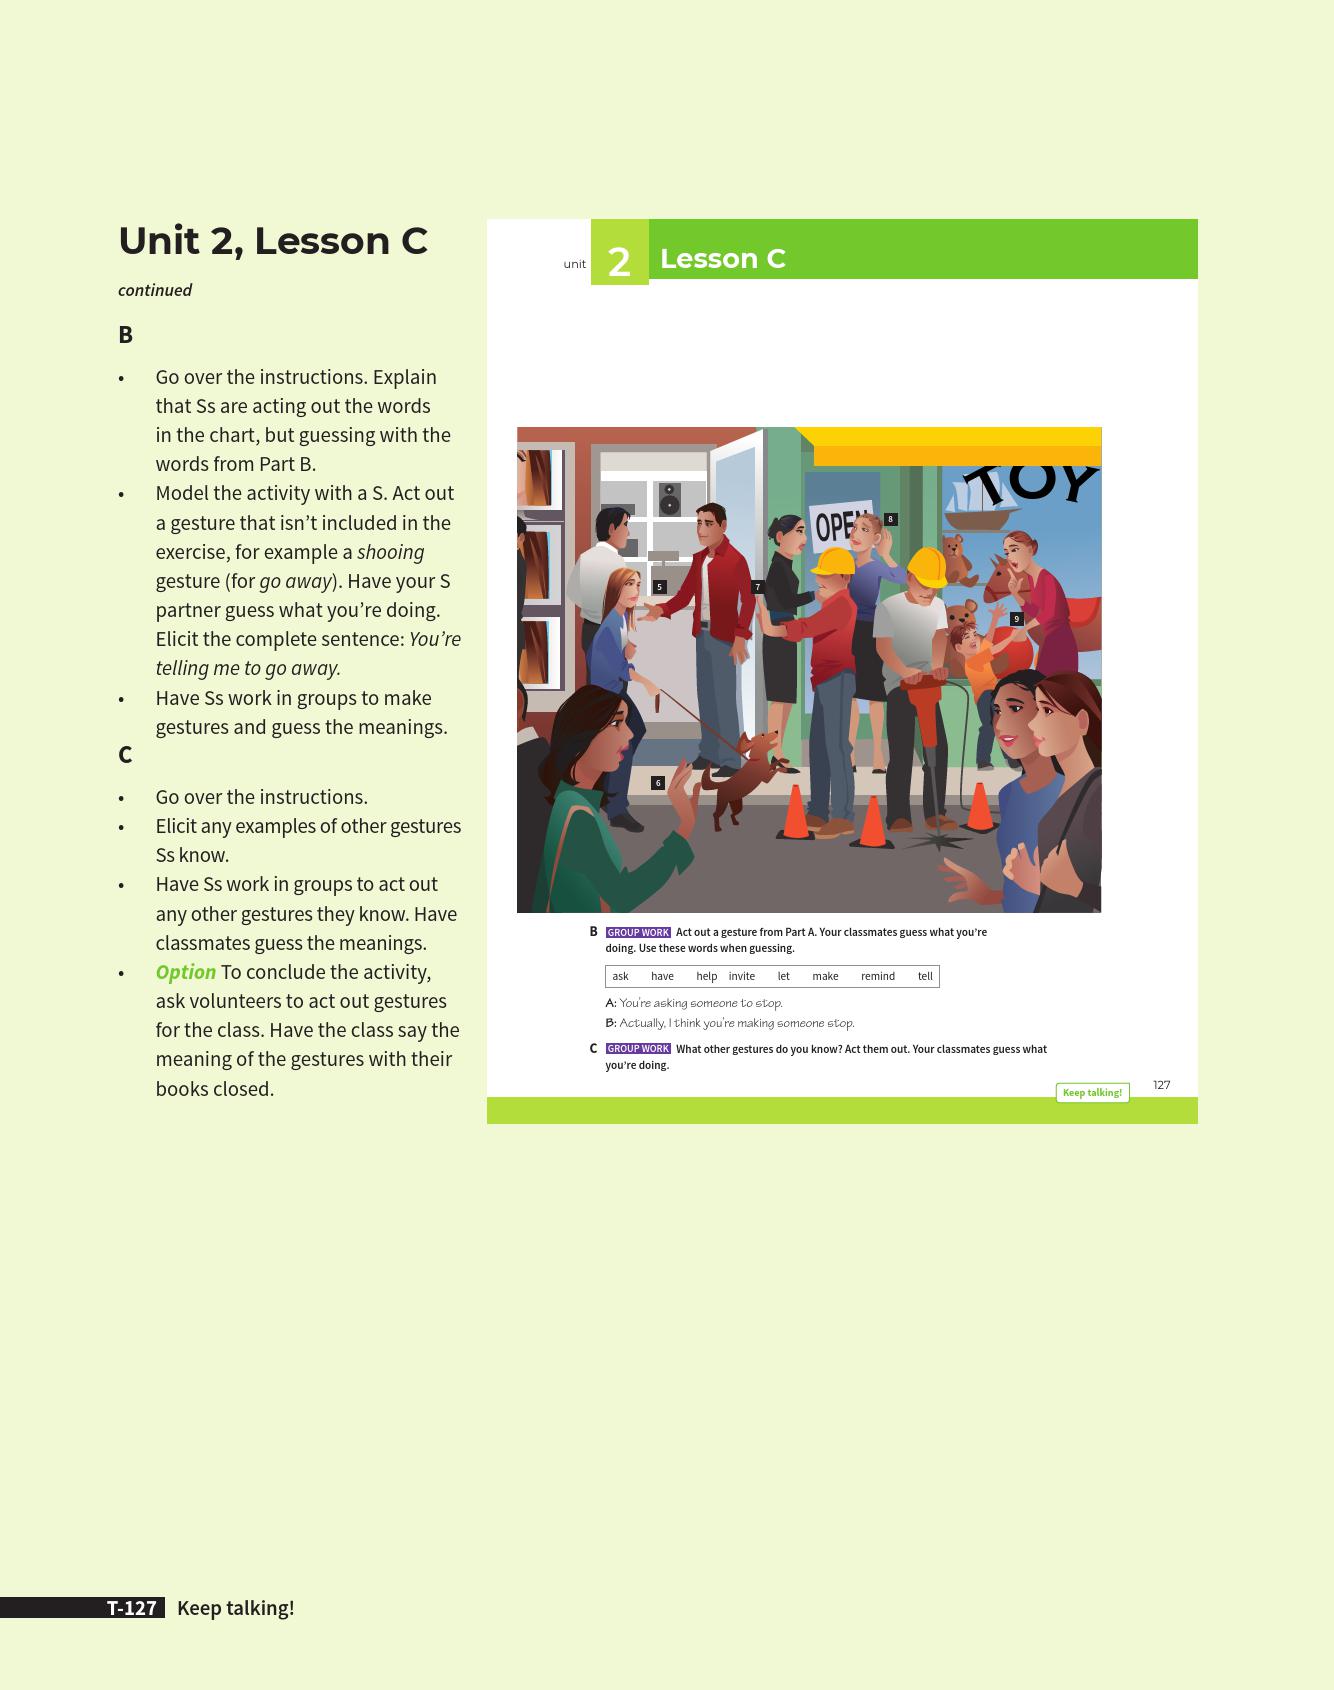 Unit 2, Lesson C
continued
B
• Go over the instructions. Explain
that Ss are acting out the words
in the chart, but guessing with the
words from Part B.
• Model the activity with a S. Act out
a gesture that isn’t included in the
exercise, for example a shooing
gesture (for go away). Have your S
partner guess what you’re doing.
Elicit the complete sentence: You’re
telling me to go away.
• Have Ss work in groups to make
gestures and guess the meanings.
C
• Go over the instructions.
• Elicit any examples of other gestures
Ss know.
• Have Ss work in groups to act out
any other gestures they know. Have
classmates guess the meanings.
• Option To conclude the activity,
ask volunteers to act out gestures
for the class. Have the class say the
meaning of the gestures with their
books closed.
unit 2 Lesson C
TOY
OPEN
8
5
7
9
6
B GROUP WORK Act out a gesture from Part A. Your classmates guess what you’re
doing. Use these words when guessing.
ask have help invite let make remind tell
A: You’re asking someone to stop.
B: Actually, I think you’re making someone stop.
C GROUP WORK What other gestures do you know? Act them out. Your classmates guess what
you’re doing.
Keep talking! 127
T-127 Keep talking!